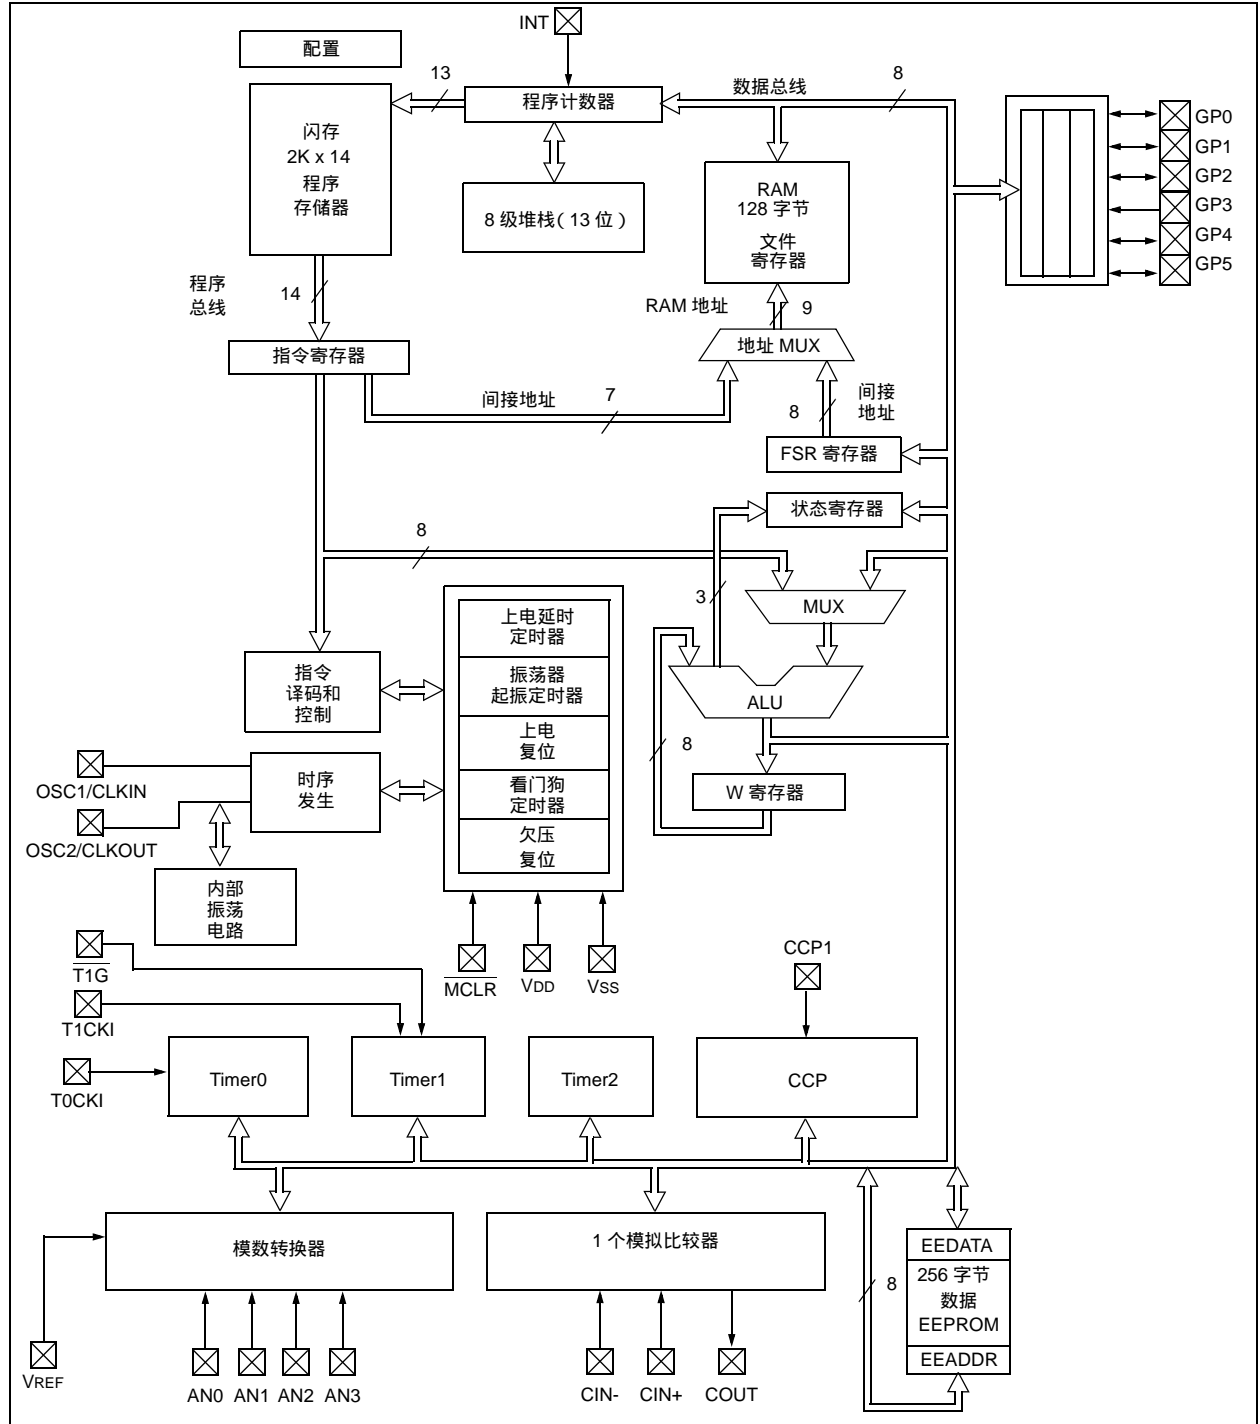 INT
配置
13
程序计数器
数据总线
8
闪存
2K x 14
程序
存储器
8 级堆栈（13 位）
RAM
128 字节
文件
寄存器
GP0
GP1
GP2
GP3
GP4
GP5
程序
总线
14
RAM 地址
9
指令寄存器
地址 MUX
间接地址
7
8
间接
地址
FSR 寄存器
状态寄存器
8
3
MUX
上电延时
定时器
指令
译码和
控制
振荡器
起振定时器
ALU
上电
复位
8
OSC1/CLKIN
时序
发生
看门狗
定时器
W 寄存器
OSC2/CLKOUT
欠压
复位
内部
振荡
电路
T1G
MCLR
VDD
VSS
CCP1
T1CKI
T0CKI
Timer0
Timer1
Timer2
CCP
模数转换器
1 个模拟比较器
EEDATA
8
256 字节
数据
EEPROM
EEADDR
VREF
AN0
AN1
AN2
AN3
CIN-
CIN+
COUT